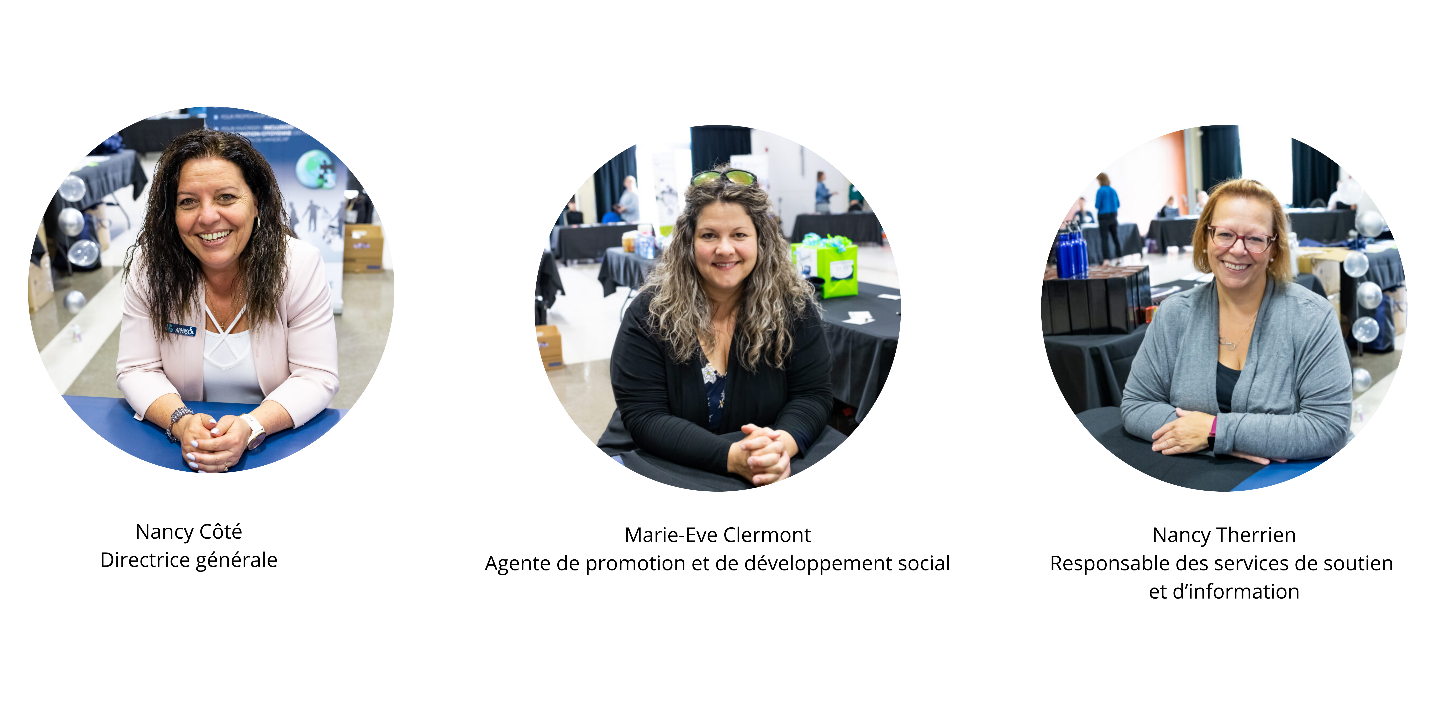 Nancy Côté
Directrice générale
Marie-Eve Clermont
Agente de promotion et de développement social
Nancy Therrien
Responsable des services de soutien
et d’information